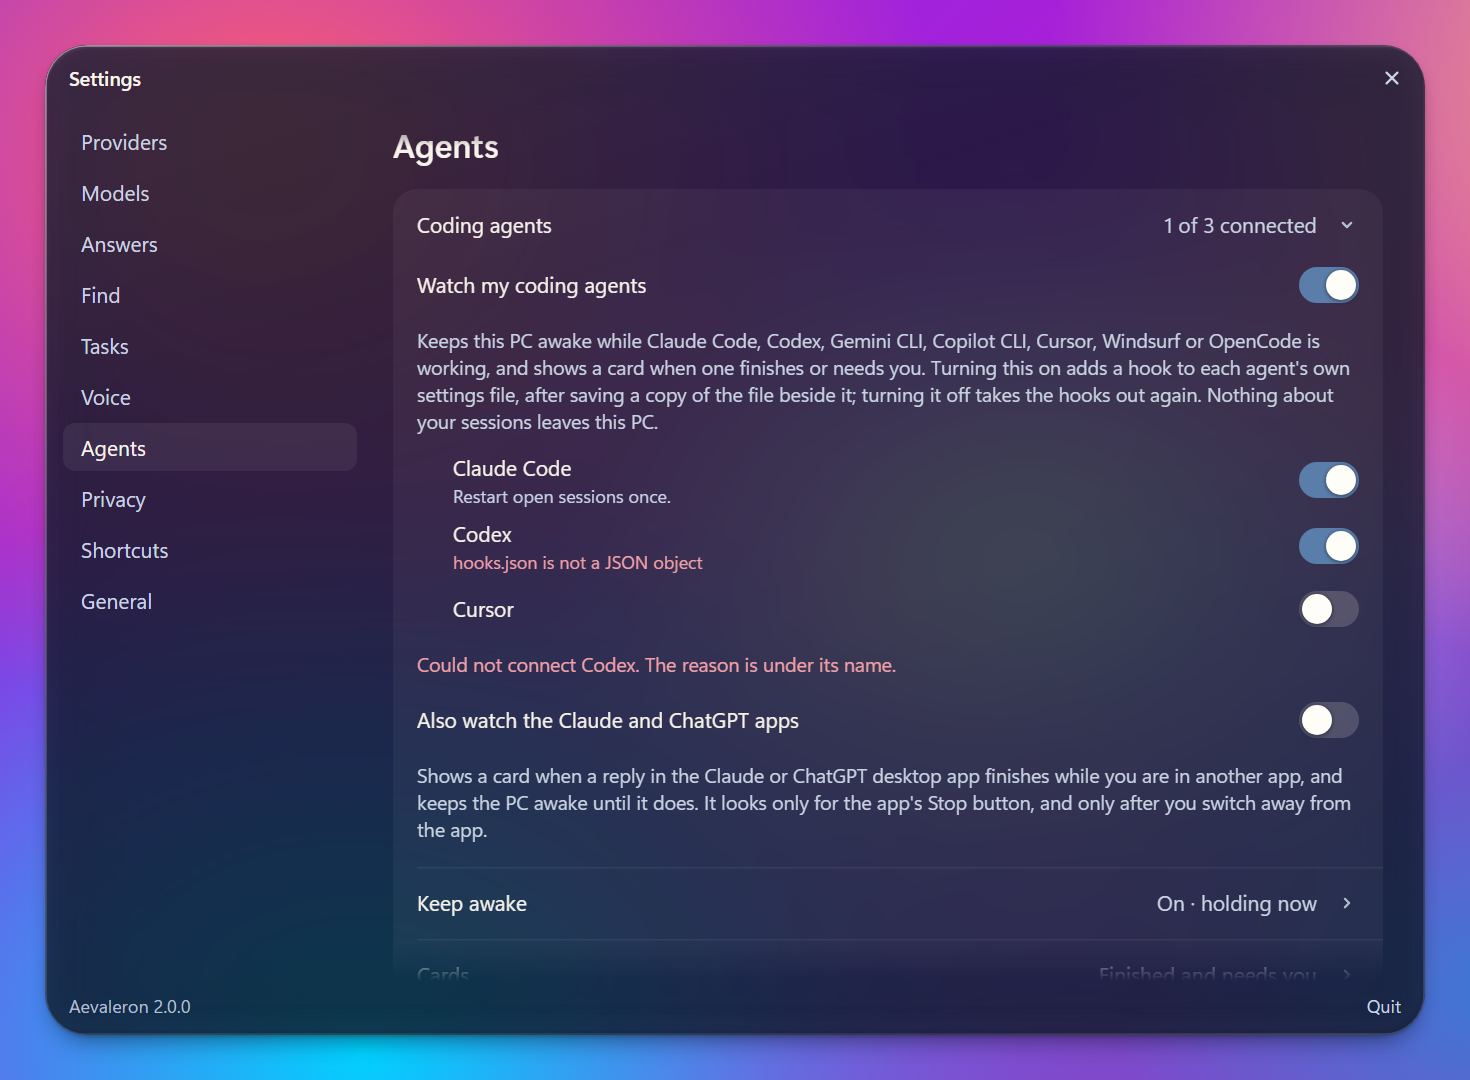 Settings
Providers
Models
Answers
Find
Tasks
Voice
Agents
Privacy
Shortcuts
General
Agents
Coding agents
1 of 3 connected
Watch my coding agents
Keeps this PC awake while Claude Code, Codex, Gemini CLI, Copilot CLI, Cursor, Windsurf or OpenCode is
working, and shows a card when one finishes or needs you. Turning this on adds a hook to each agent's own
settings file, after saving a copy of the file beside it; turning it off takes the hooks out again. Nothing about
your sessions leaves this PC.
Claude Code
Restart open sessions once.
Codex
hooks.json is not a JSON object
Cursor
Could not connect Codex. The reason is under its name.
Also watch the Claude and ChatGPT apps
Shows a card when a reply in the Claude or ChatGPT desktop app finishes while you are in another app, and
keeps the PC awake until it does. It looks only for the app's Stop button, and only after you switch away from
the app.
Keep awake
On · holding now
Cards
Finished and needs you
Aevaleron 2.0.0
Quit